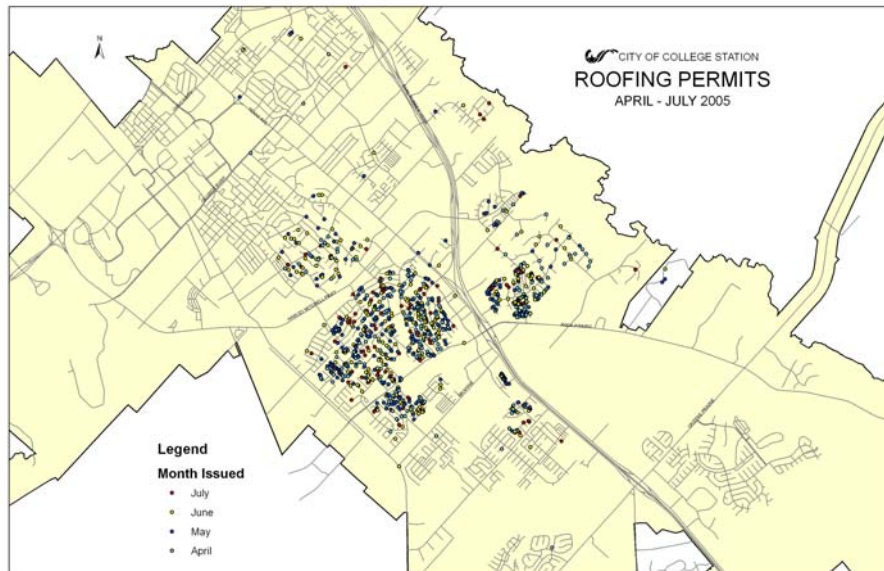 N
CITY OF COLLEGE STATION
ROOFING PERMITS
APRIL - JULY 2005
Legend
Month Issued
July
June
May
April